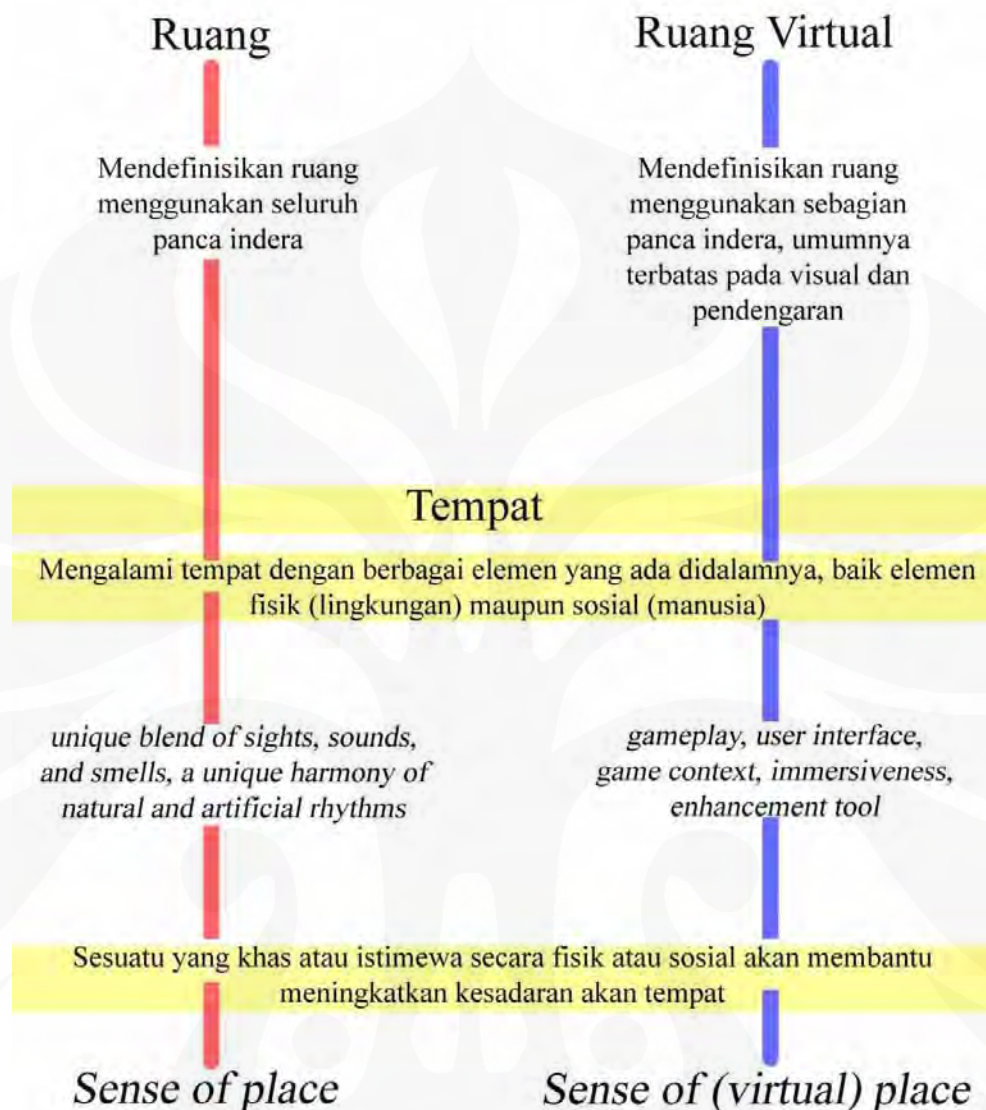 Ruang
Ruang Virtual
Mendefinisikan ruang
menggunakan seluruh
panca indera
Mendefinisikan ruang
menggunakan sebagian
panca indera, umumnya
terbatas pada visual dan
pendengaran
Tempat
Mengalami tempat dengan berbagai elemen yang ada didalamnya, baik elemen
fisik (lingkungan) maupun sosial (manusia)
unique blend of sights, sounds,
and smells, a unique harmony of
natural and artificial rhythms
gameplay, user interface,
game context, immersiveness,
enhancement tool
Sesuatu yang khas atau istimewa secara fisik atau sosial akan membantu
meningkatkan kesadaran akan tempat
Sense of place
Sense of (virtual) place